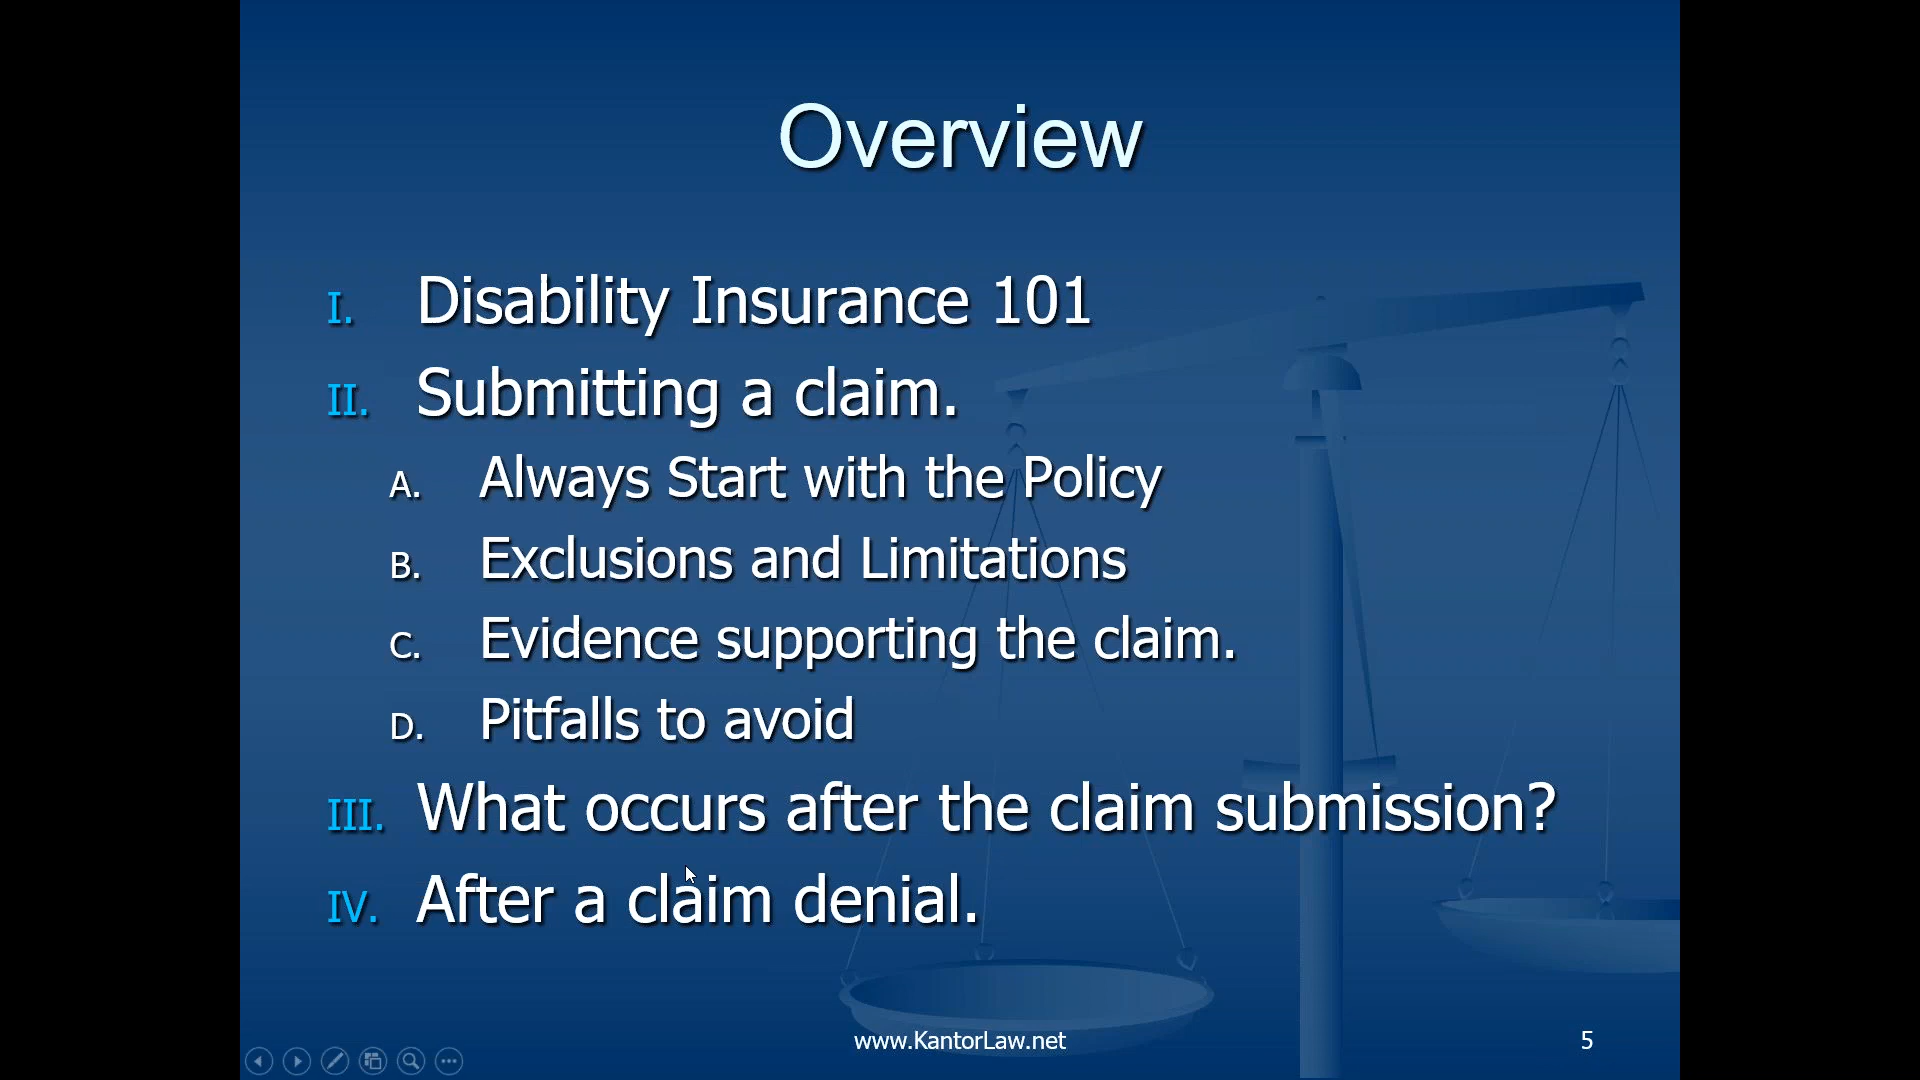 Overview
I. Disability Insurance 101
II. Submitting a claim.
A. Always Start with the Policy
B. Exclusions and Limitations
C. Evidence supporting the claim.
D. Pitfalls to avoid
III. What occurs after the claim submission?
IV. After a claim denial.
www.KantorLaw.net
5